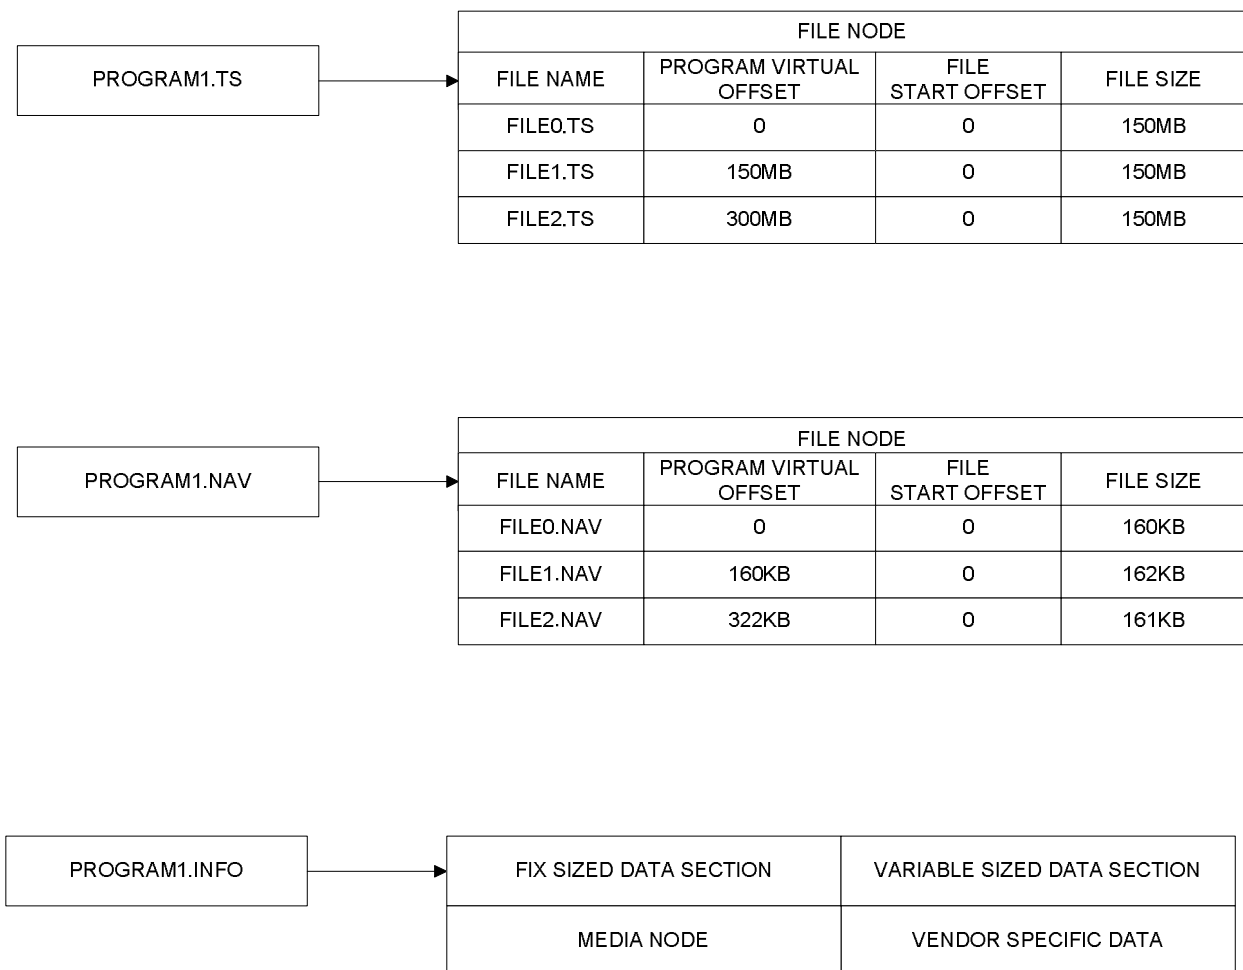 PROGRAM1.TS
FILE NODE
FILE NAME PROGRAM VIRTUAL OFFSET FILE START OFFSET FILE SIZE
FILE0.TS 0 0 150MB
FILE1.TS 150MB 0 150MB
FILE2.TS 300MB 0 150MB
PROGRAM1.NAV
FILE NODE
FILE NAME PROGRAM VIRTUAL OFFSET FILE START OFFSET FILE SIZE
FILE0.NAV 0 0 160KB
FILE1.NAV 160KB 0 162KB
FILE2.NAV 322KB 0 161KB
PROGRAM1.INFO
FIX SIZED DATA SECTION VARIABLE SIZED DATA SECTION
MEDIA NODE VENDOR SPECIFIC DATA